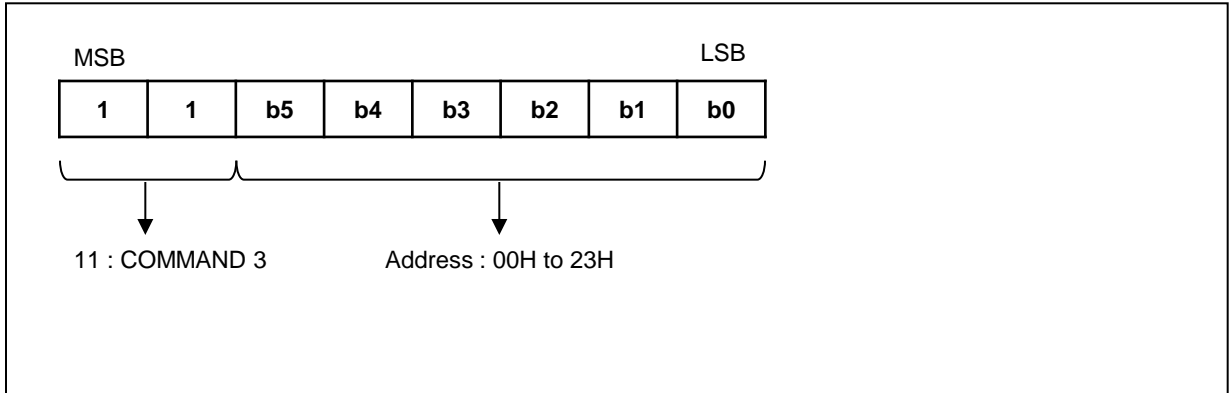 MSB LSB
1 1 b5 b4 b3 b2 b1 b0
11 : COMMAND 3 Address : 00H to 23H